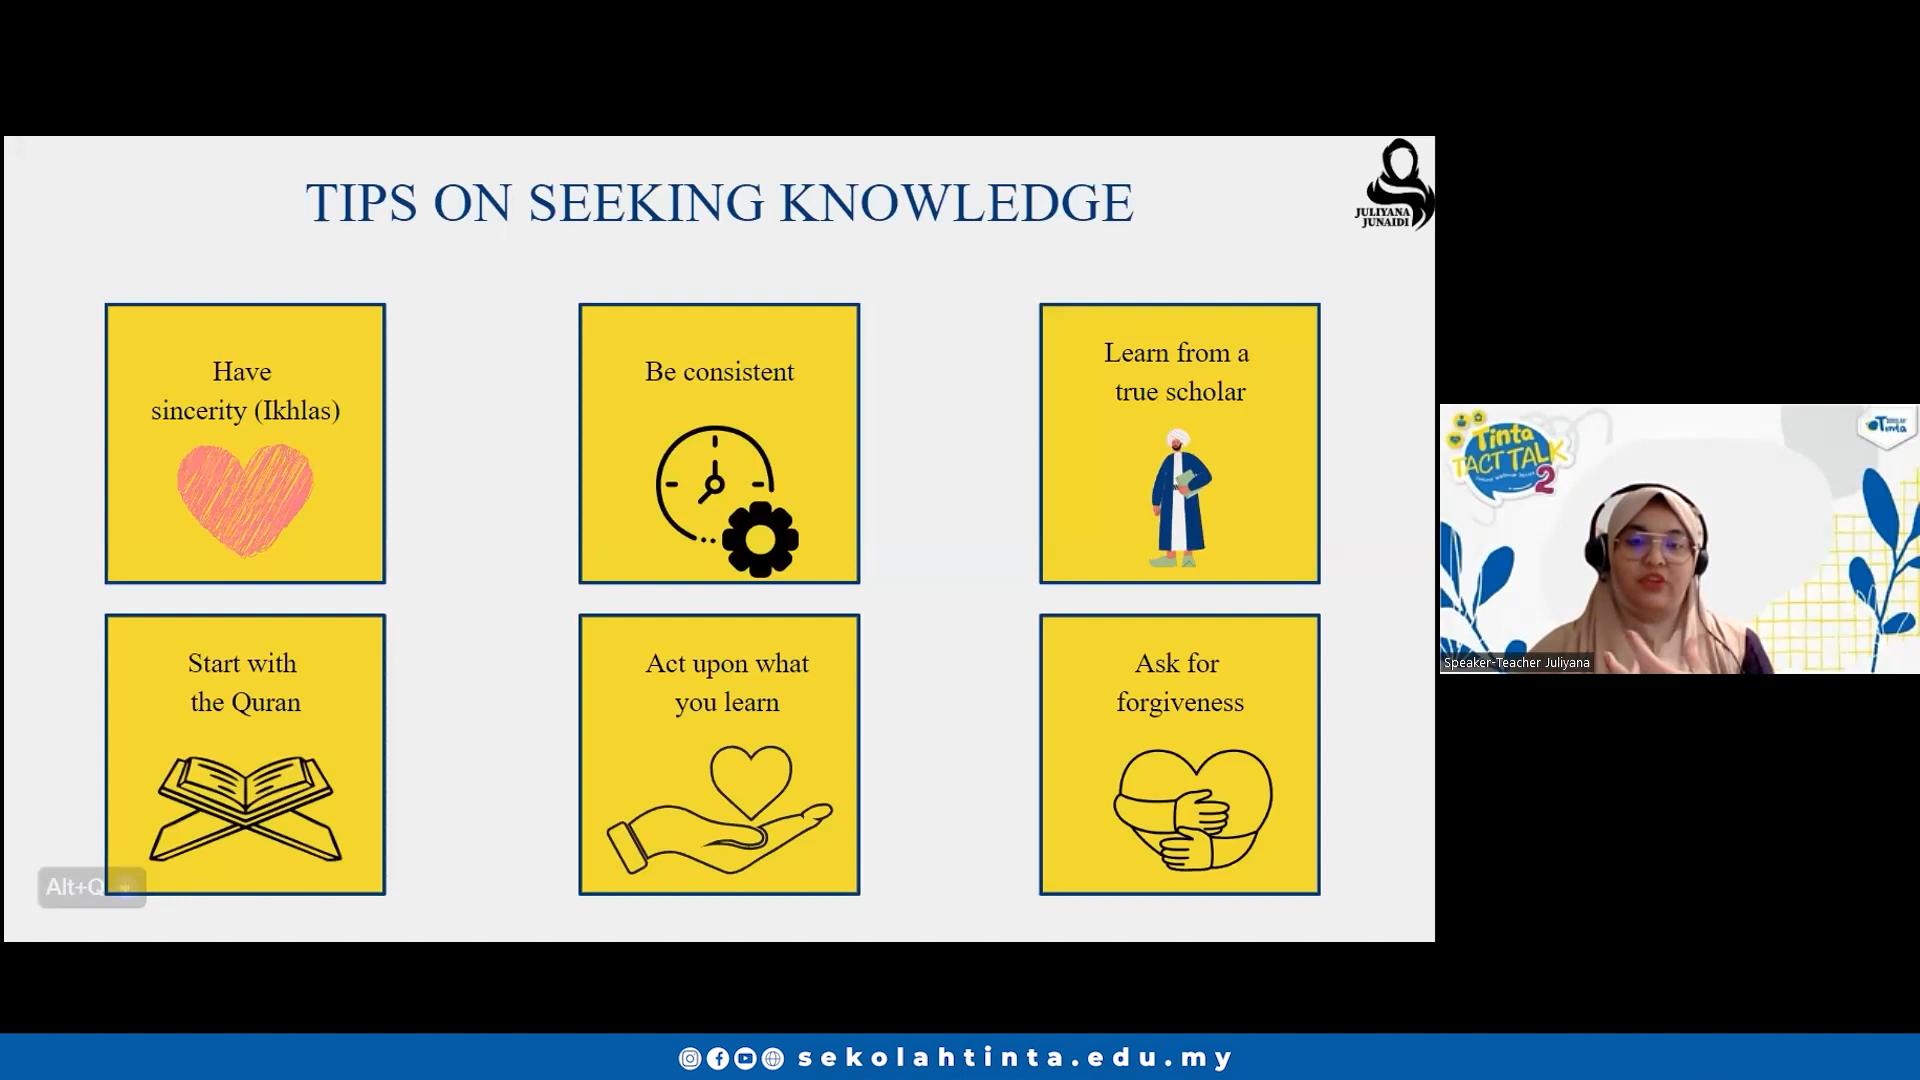 TIPS ON SEEKING KNOWLEDGE
JULIYANA
JUNAIDI
Have
sincerity (Ikhlas)
Be consistent
Learn from a
true scholar
Start with
the Quran
Act upon what
you learn
Ask for
forgiveness
Alt+Q
Tinta
TACT TALK
2
Tinta
Speaker-Teacher Juliyana
sekolahtinta.edu.my